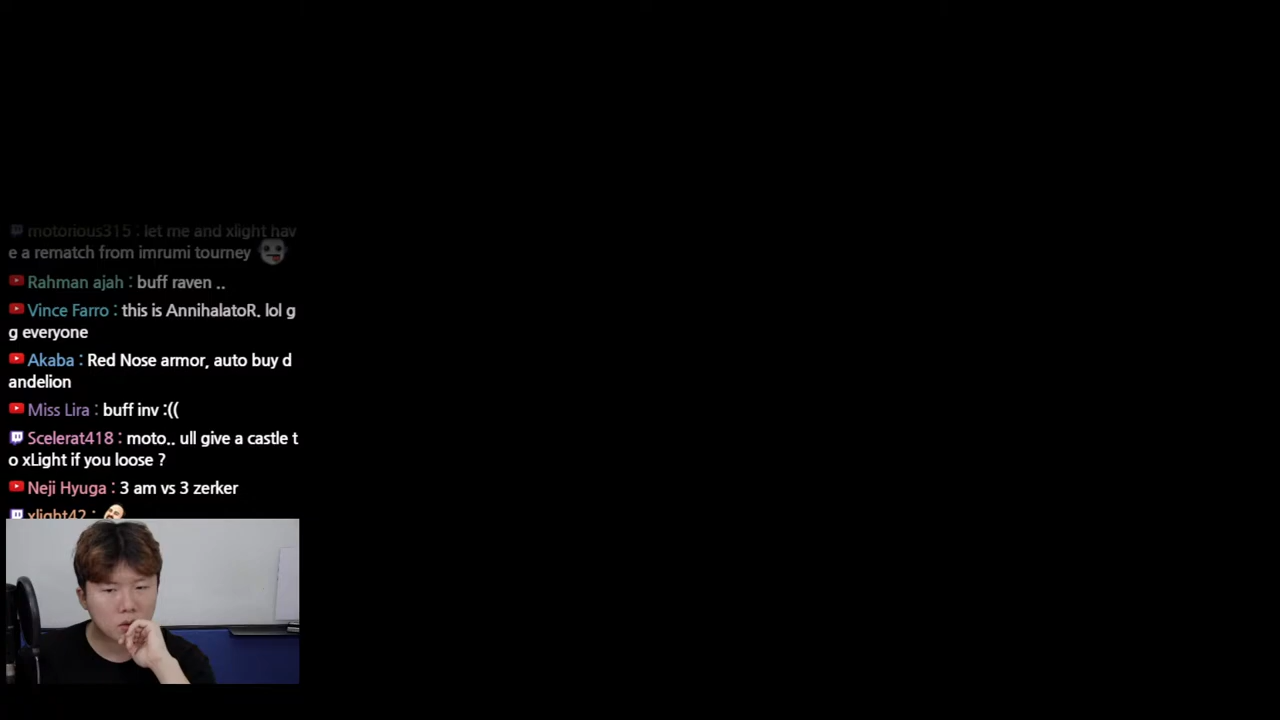 motorious315 : let me and xlight hav
e a rematch from imrumi tourney
Rahman ajah : buff raven ..
Vince Farro : this is AnnihalatoR. lol g
g everyone
Akaba : Red Nose armor, auto buy d
andelion
Miss Lira : buff inv :((
Scelerat418 : moto.. ull give a castle t
o xLight if you loose ?
Neji Hyuga : 3 am vs 3 zerker
xlight42 :